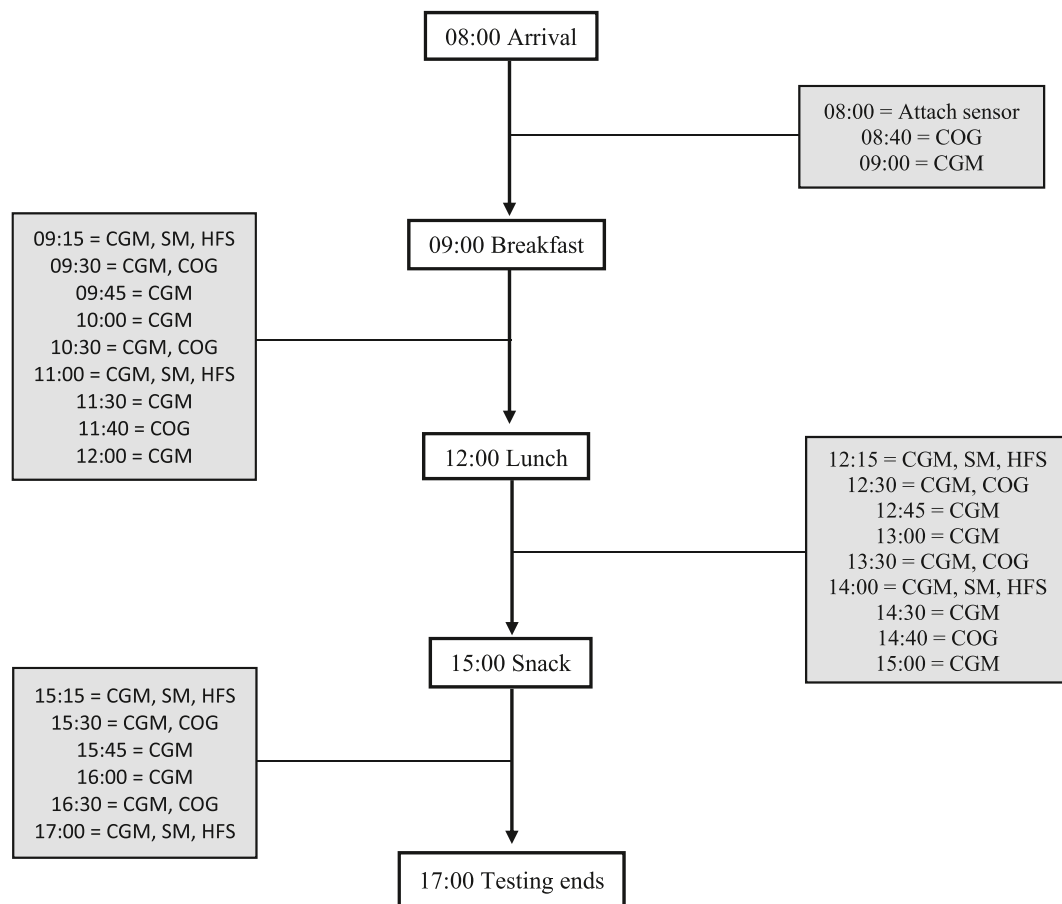 08:00 Arrival
08:00 = Attach sensor
08:40 = COG
09:00 = CGM
09:00 Breakfast
09:15 = CGM, SM, HFS
09:30 = CGM, COG
09:45 = CGM
10:00 = CGM
10:30 = CGM, COG
11:00 = CGM, SM, HFS
11:30 = CGM
11:40 = COG
12:00 = CGM
12:00 Lunch
12:15 = CGM, SM, HFS
12:30 = CGM, COG
12:45 = CGM
13:00 = CGM
13:30 = CGM, COG
14:00 = CGM, SM, HFS
14:30 = CGM
14:40 = COG
15:00 = CGM
15:00 Snack
15:15 = CGM, SM, HFS
15:30 = CGM, COG
15:45 = CGM
16:00 = CGM
16:30 = CGM, COG
17:00 = CGM, SM, HFS
17:00 Testing ends